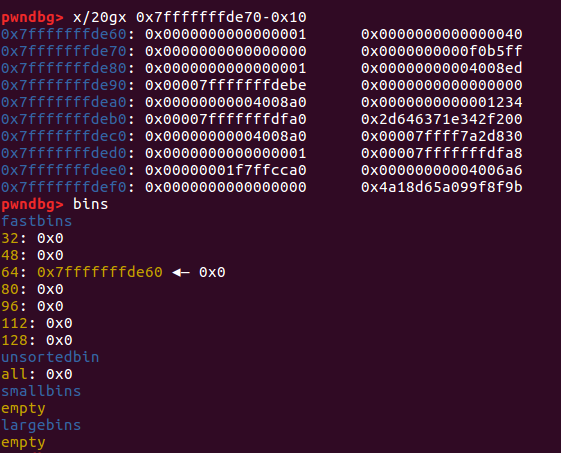 pwndbg> x/20gx 0x7fffffffde70-0x10
0x7fffffffde60: 0x0000000000000001 0x0000000000000040
0x7fffffffde70: 0x0000000000000000 0x0000000000f0b5ff
0x7fffffffde80: 0x0000000000000001 0x00000000004008ed
0x7fffffffde90: 0x00007fffffffdebe 0x0000000000000000
0x7fffffffdea0: 0x00000000004008a0 0x0000000000001234
0x7fffffffdeb0: 0x00007fffffffdfa0 0x2d646371e342f200
0x7fffffffdec0: 0x00000000004008a0 0x00007ffff7a2d830
0x7fffffffded0: 0x0000000000000001 0x00007fffffffdfa8
0x7fffffffdee0: 0x00000001f7ffcca0 0x00000000004006a6
0x7fffffffdef0: 0x0000000000000000 0x4a18d65a099f8f9b
pwndbg> bins
fastbins
32: 0x0
48: 0x0
64: 0x7fffffffde60 ◂— 0x0
80: 0x0
96: 0x0
112: 0x0
128: 0x0
unsortedbin
all: 0x0
smallbins
empty
largebins
empty